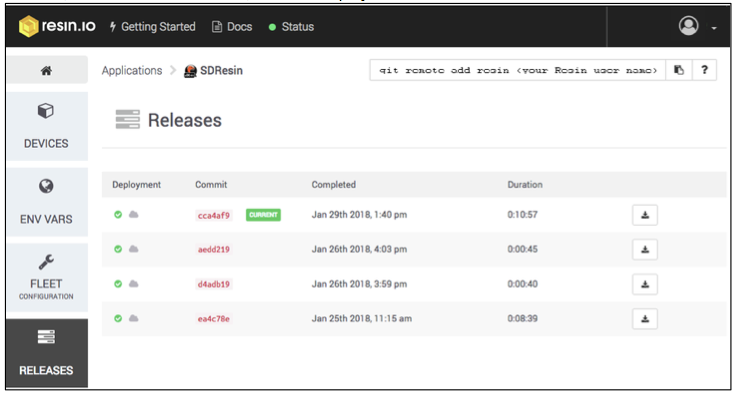 resin.io Getting Started Docs Status
Applications > SDResin git remote add resin <your Resin user name> ?
Releases
DEVICES
ENV VARS
FLEET
CONFIGURATION
RELEASES
Deployment Commit Completed Duration
cca4af9 CURRENT Jan 29th 2018, 1:40 pm 0:10:57
aedd219 Jan 26th 2018, 4:03 pm 0:00:45
d4adb19 Jan 26th 2018, 3:59 pm 0:00:40
ea4c78e Jan 25th 2018, 11:15 am 0:08:39